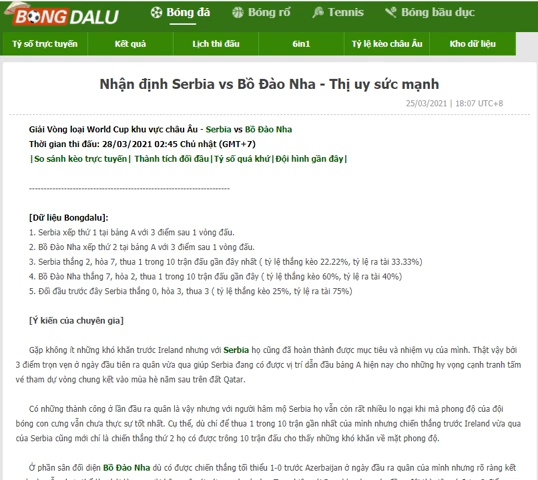 BONG DALU
Bóng đá Bóng rổ Tennis Bóng bầu dục
Tỷ số trực tuyến Kết quả Lịch thi đấu 6in1 Tỷ lệ kèo châu Âu Kho dữ liệu
Nhận định Serbia vs Bồ Đào Nha - Thị uy sức mạnh
25/03/2021 | 18:07 UTC+8
Giải Vòng loại World Cup khu vực châu Âu - Serbia vs Bồ Đào Nha
Thời gian thi đấu: 28/03/2021 02:45 Chủ nhật (GMT+7)
|So sánh kèo trực tuyến| Thành tích đối đầu|Tỷ số quá khứ|Đội hình gần đây|
--------------------------------------------------------------------
[Dữ liệu Bongdalu]:
1. Serbia xếp thứ 1 tại bảng A với 3 điểm sau 1 vòng đấu.
2. Bồ Đào Nha xếp thứ 2 tại bảng A với 3 điểm sau 1 vòng đấu.
3. Serbia thắng 2, hòa 7, thua 1 trong 10 trận đấu gần đây nhất ( tỷ lệ thắng kèo 22.22%, tỷ lệ ra tài 33.33%)
4. Bồ Đào Nha thắng 7, hòa 2, thua 1 trong 10 trận đấu gần đây ( tỷ lệ thắng kèo 60%, tỷ lệ ra tài 40%)
5. Đối đầu trước đây Serbia thắng 0, hòa 3, thua 3 ( tỷ lệ thắng kèo 25%, tỷ lệ ra tài 75%)
[Ý kiến của chuyên gia]
Gặp không ít những khó khăn trước Ireland nhưng với Serbia họ cũng đã hoàn thành được mục tiêu và nhiệm vụ của mình. Thật vậy bởi
3 điểm trọn vẹn ở ngày đầu tiên ra quân vừa qua giúp Serbia đang có được vị trí dẫn đầu bảng A hiện nay cho những hy vọng cạnh tranh tấm
vé tham dự vòng chung kết vào mùa hè năm sau trên đất Qatar.
Có những thành công ở lần đầu ra quân là vậy nhưng với người hâm mộ Serbia họ vẫn còn rất nhiều lo ngại khi mà phong độ của đội
bóng con cưng vẫn chưa thực sự tốt nhất. Cụ thể, dù chỉ để thua 1 trong 10 trận gần nhất của mình nhưng chiến thắng trước Ireland vừa qua
của Serbia cũng mới chỉ là chiến thắng thứ 2 họ có được trông 10 trận đấu cho thấy những khó khăn về mặt phong độ.
Ở phần sân đối diện Bồ Đào Nha dù có được chiến thắng tối thiểu 1-0 trước Azerbaijan ở ngày đầu ra quân của mình nhưng rõ ràng kết